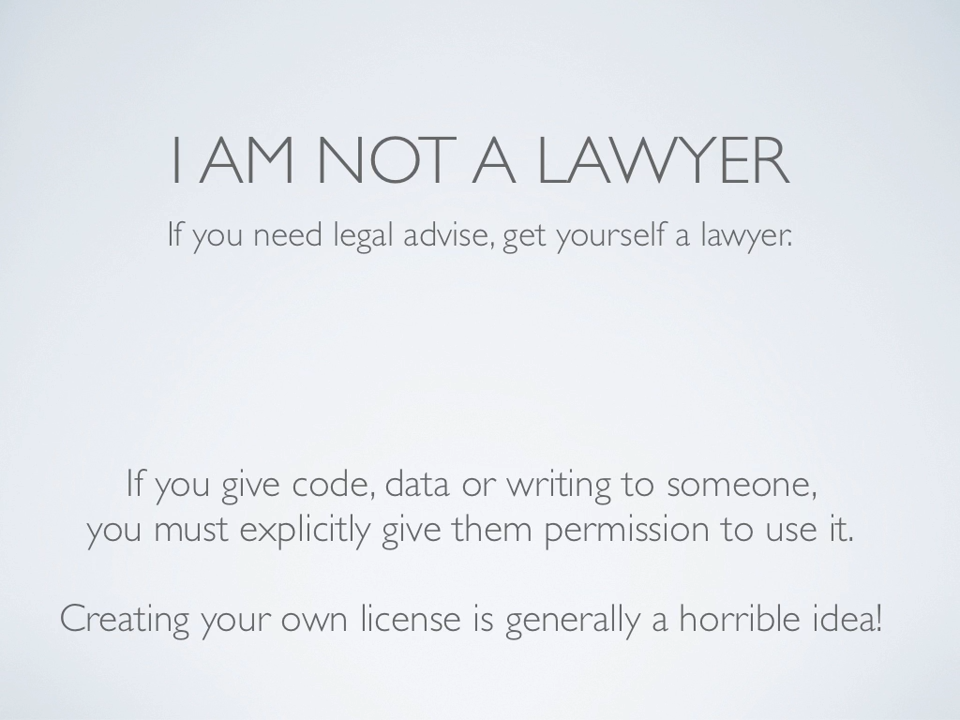 I AM NOT A LAWYER
If you need legal advise, get yourself a lawyer.
If you give code, data or writing to someone,
you must explicitly give them permission to use it.
Creating your own license is generally a horrible idea!